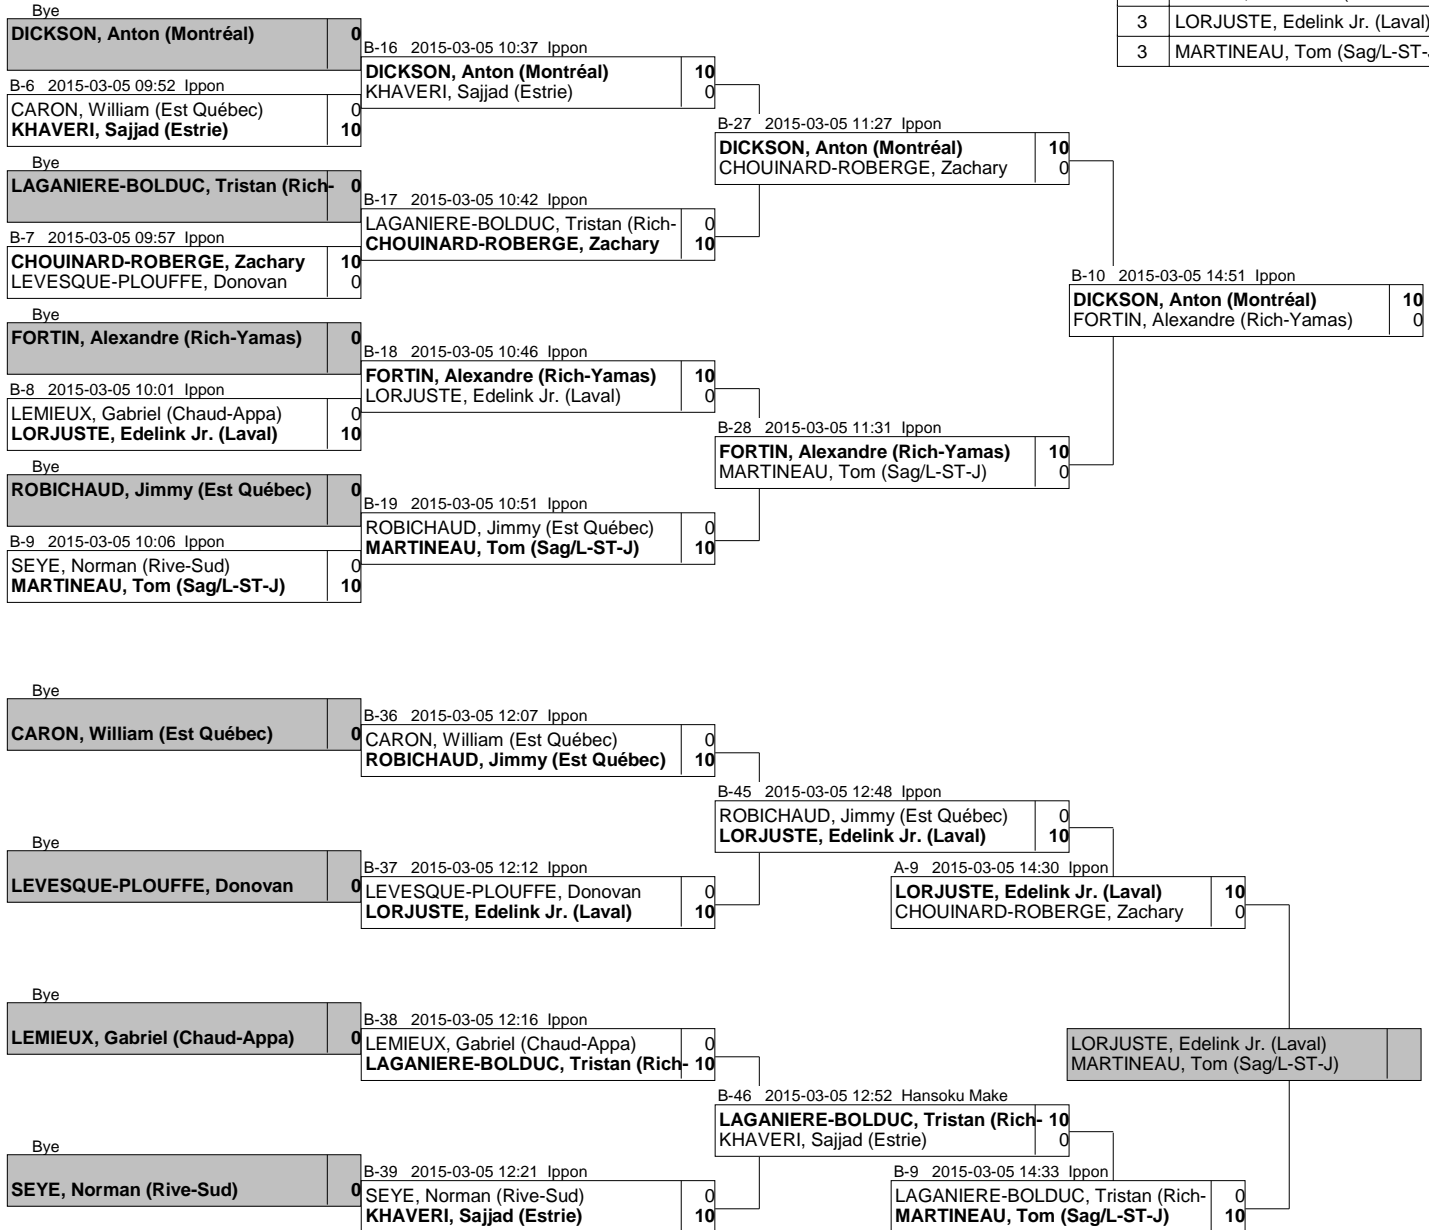 3 LORJUSTE, Edelink Jr. (Laval)
3 MARTINEAU, Tom (Sag/L-ST-
Bye
DICKSON, Anton (Montréal) 0
B-6 2015-03-05 09:52 Ippon
CARON, William (Est Québec) 0
KHAVERI, Sajjad (Estrie) 10
Bye
LAGANIERE-BOLDUC, Tristan (Rich- 0
B-7 2015-03-05 09:57 Ippon
CHOUINARD-ROBERGE, Zachary 10
LEVESQUE-PLOUFFE, Donovan 0
Bye
FORTIN, Alexandre (Rich-Yamas) 0
B-8 2015-03-05 10:01 Ippon
LEMIEUX, Gabriel (Chaud-Appa) 0
LORJUSTE, Edelink Jr. (Laval) 10
Bye
ROBICHAUD, Jimmy (Est Québec) 0
B-9 2015-03-05 10:06 Ippon
SEYE, Norman (Rive-Sud) 0
MARTINEAU, Tom (Sag/L-ST-J) 10
B-16 2015-03-05 10:37 Ippon
DICKSON, Anton (Montréal) 10
KHAVERI, Sajjad (Estrie) 0
B-17 2015-03-05 10:42 Ippon
LAGANIERE-BOLDUC, Tristan (Rich- 0
CHOUINARD-ROBERGE, Zachary 10
B-18 2015-03-05 10:46 Ippon
FORTIN, Alexandre (Rich-Yamas) 10
LORJUSTE, Edelink Jr. (Laval) 0
B-19 2015-03-05 10:51 Ippon
ROBICHAUD, Jimmy (Est Québec) 0
MARTINEAU, Tom (Sag/L-ST-J) 10
B-27 2015-03-05 11:27 Ippon
DICKSON, Anton (Montréal) 10
CHOUINARD-ROBERGE, Zachary 0
B-28 2015-03-05 11:31 Ippon
FORTIN, Alexandre (Rich-Yamas) 10
MARTINEAU, Tom (Sag/L-ST-J) 0
B-10 2015-03-05 14:51 Ippon
DICKSON, Anton (Montréal) 10
FORTIN, Alexandre (Rich-Yamas) 0
Bye
CARON, William (Est Québec) 0
Bye
LEVESQUE-PLOUFFE, Donovan 0
Bye
LEMIEUX, Gabriel (Chaud-Appa) 0
Bye
SEYE, Norman (Rive-Sud) 0
B-36 2015-03-05 12:07 Ippon
CARON, William (Est Québec) 0
ROBICHAUD, Jimmy (Est Québec) 10
B-37 2015-03-05 12:12 Ippon
LEVESQUE-PLOUFFE, Donovan 0
LORJUSTE, Edelink Jr. (Laval) 10
B-38 2015-03-05 12:16 Ippon
LEMIEUX, Gabriel (Chaud-Appa) 0
LAGANIERE-BOLDUC, Tristan (Rich- 10
B-39 2015-03-05 12:21 Ippon
SEYE, Norman (Rive-Sud) 0
KHAVERI, Sajjad (Estrie) 10
B-45 2015-03-05 12:48 Ippon
ROBICHAUD, Jimmy (Est Québec) 0
LORJUSTE, Edelink Jr. (Laval) 10
B-46 2015-03-05 12:52 Hansoku Make
LAGANIERE-BOLDUC, Tristan (Rich- 10
KHAVERI, Sajjad (Estrie) 0
A-9 2015-03-05 14:30 Ippon
LORJUSTE, Edelink Jr. (Laval) 10
CHOUINARD-ROBERGE, Zachary 0
B-9 2015-03-05 14:33 Ippon
LAGANIERE-BOLDUC, Tristan (Rich- 0
MARTINEAU, Tom (Sag/L-ST-J) 10
LORJUSTE, Edelink Jr. (Laval)
MARTINEAU, Tom (Sag/L-ST-J)